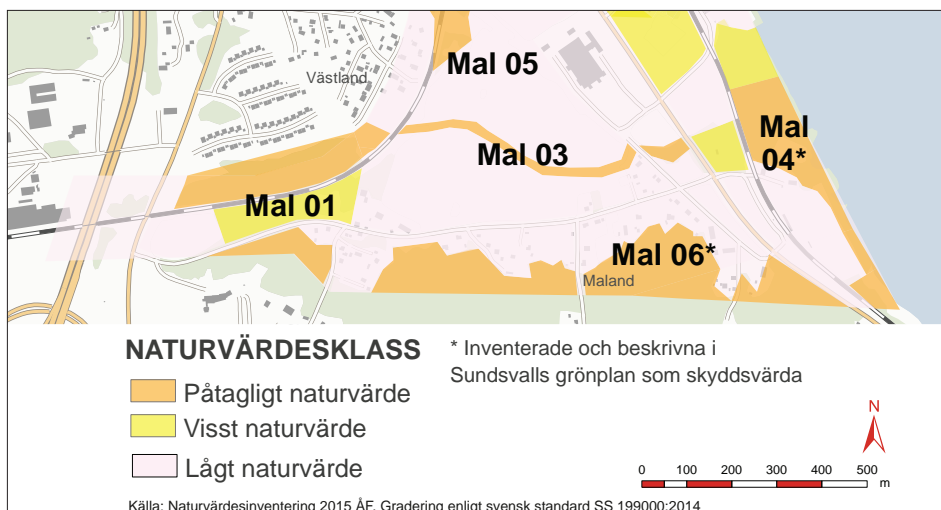 Mal 05
Västland
Mal 03
Mal
04*
Mal 01
Mal 06*
Maland
NATURVÄRDESKLASS
* Inventerade och beskrivna i
Sundsvalls grönplan som skyddsvärda
Påtagligt naturvärde
Visst naturvärde
Lågt naturvärde
N
0 100 200 300 400 500
m
Källa: Naturvärdesinventering 2015 ÅF. Gradering enligt svensk standard SS 199000:2014